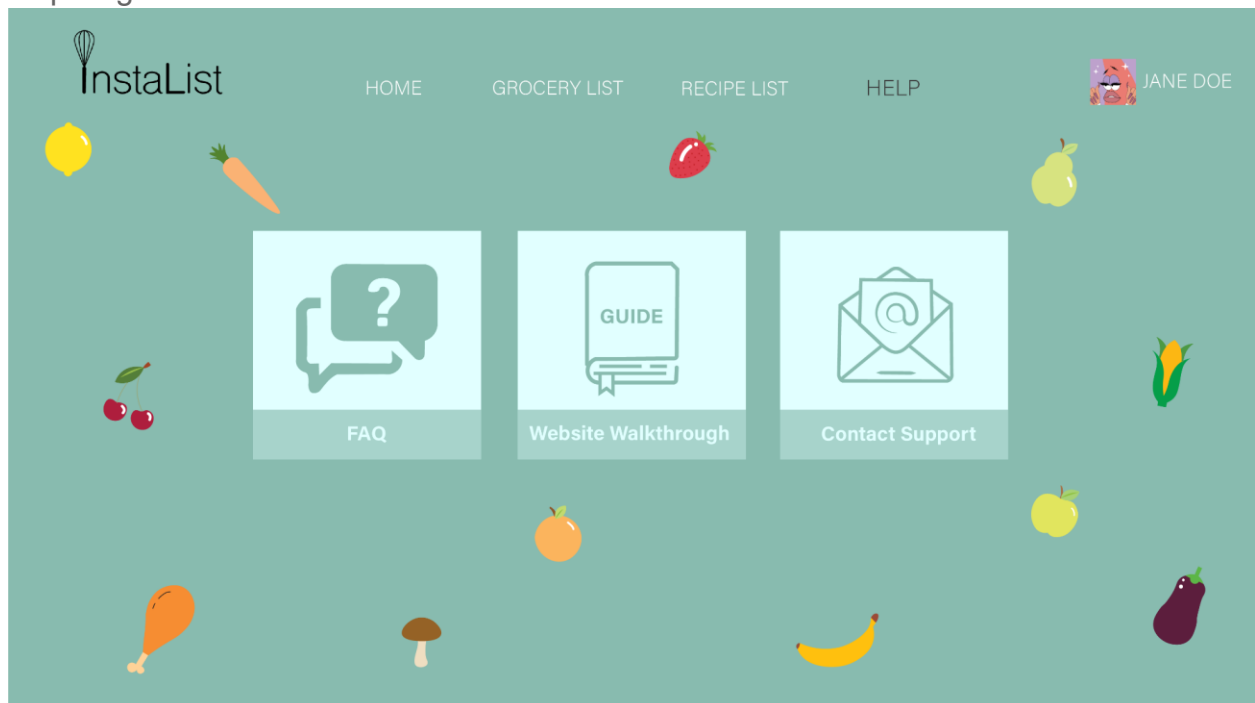 InstaList
HOME GROCERY LIST RECIPE LIST HELP JANE DOE
?
GUIDE
@
FAQ Website Walkthrough Contact Support